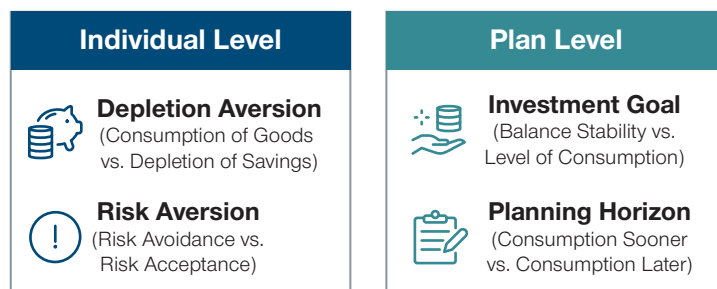 Individual Level
Depletion Aversion
(Consumption of Goods
vs. Depletion of Savings)
Risk Aversion
(Risk Avoidance vs.
Risk Acceptance)
Plan Level
Investment Goal
(Balance Stability vs.
Level of Consumption)
Planning Horizon
(Consumption Sooner
vs. Consumption Later)